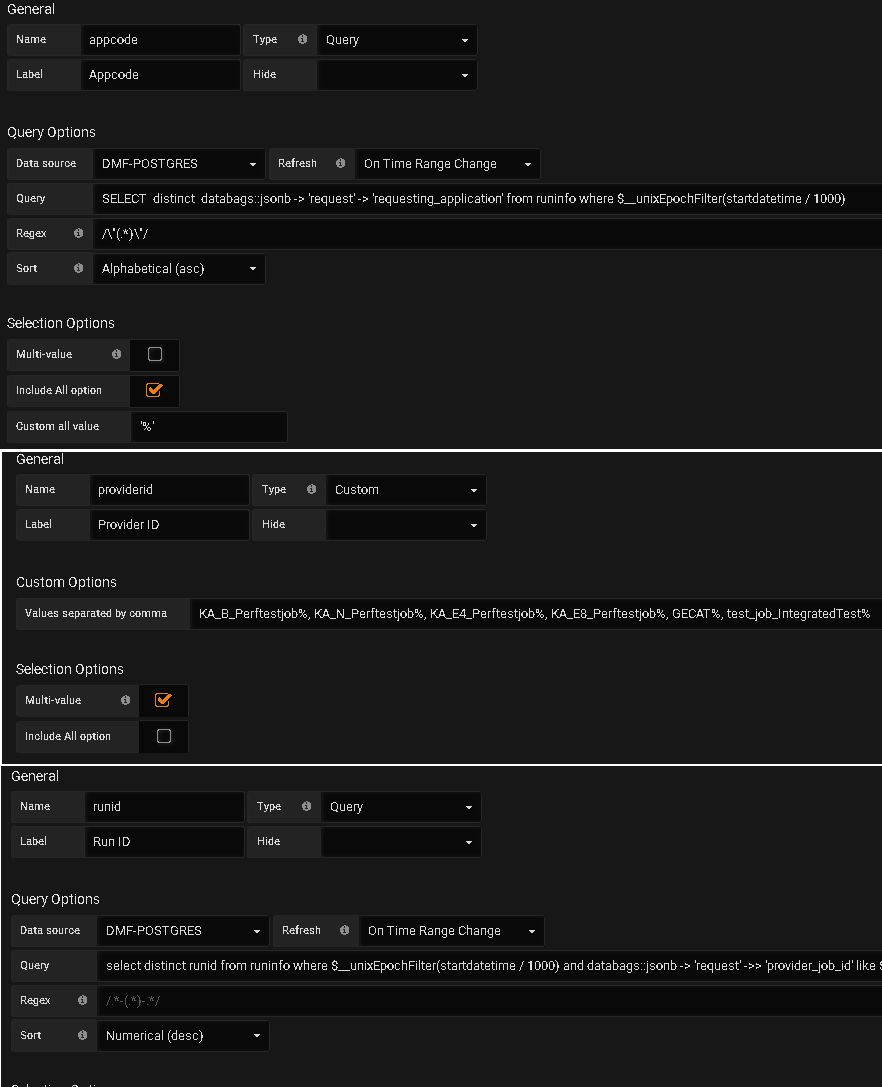 General
Name appcode Type Query
Label Appcode Hide
Query Options
Data source DMF-POSTGRES Refresh On Time Range Change
Query SELECT distinct databags::jsonb -> 'request' -> 'requesting_application' from runinfo where $__unixEpochFilter(startdatetime / 1000)
Regex /\"(.*)\"/
Sort Alphabetical (asc)
Selection Options
Multi-value
Include All option
Custom all value '%'
General
Name providerid Type Custom
Label Provider ID Hide
Custom Options
Values separated by comma KA_B_Perftestjob%, KA_N_Perftestjob%, KA_E4_Perftestjob%, KA_E8_Perftestjob%, GECAT%, test_job_IntegratedTest%
Selection Options
Multi-value
Include All option
General
Name runid Type Query
Label Run ID Hide
Query Options
Data source DMF-POSTGRES Refresh On Time Range Change
Query select distinct runid from runinfo where $__unixEpochFilter(startdatetime / 1000) and databags::jsonb -> 'request' ->> 'provider_job_id' like $
Regex /.*-(.*)-.*/
Sort Numerical (desc)